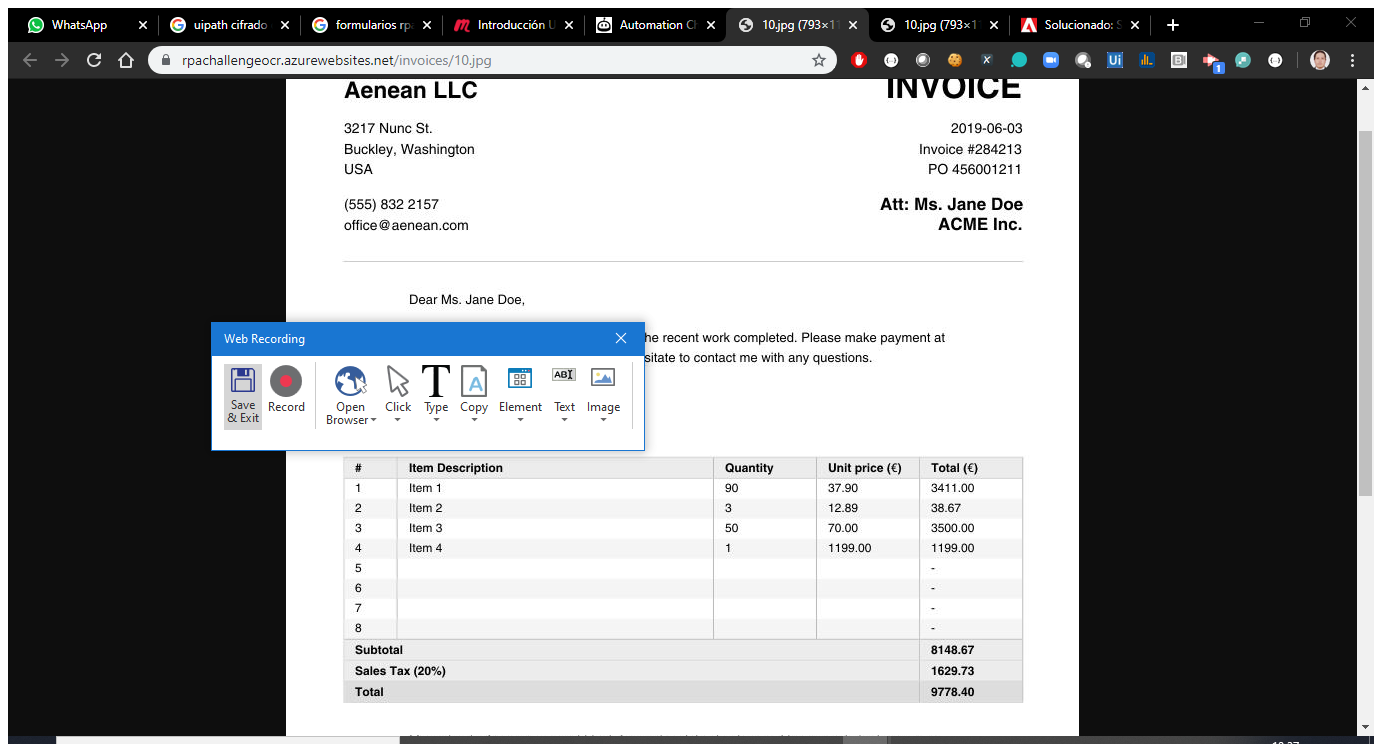 WhatsApp
uipath cifrado
formularios rpa
Introducción U
Automation Ch
10.jpg (793×11
10.jpg (793×1
Solucionado: S
rpachallengeocr.azurewebsites.net/invoices/10.jpg
Ui
1
Aenean LLC
INVOICE
3217 Nunc St.
2019-06-03
Buckley, Washington
Invoice #284213
USA
PO 456001211
(555) 832 2157
Att: Ms. Jane Doe
office@aenean.com
ACME Inc.
Dear Ms. Jane Doe,
he recent work completed. Please make payment at
sitate to contact me with any questions.
Web Recording
Save & Exit
Record
Open Browser
Click
Type
Copy
Element
Text
Image
# Item Description Quantity Unit price (€) Total (€)
1 Item 1 90 37.90 3411.00
2 Item 2 3 12.89 38.67
3 Item 3 50 70.00 3500.00
4 Item 4 1 1199.00 1199.00
5 -
6 -
7 -
8 -
Subtotal 8148.67
Sales Tax (20%) 1629.73
Total 9778.40